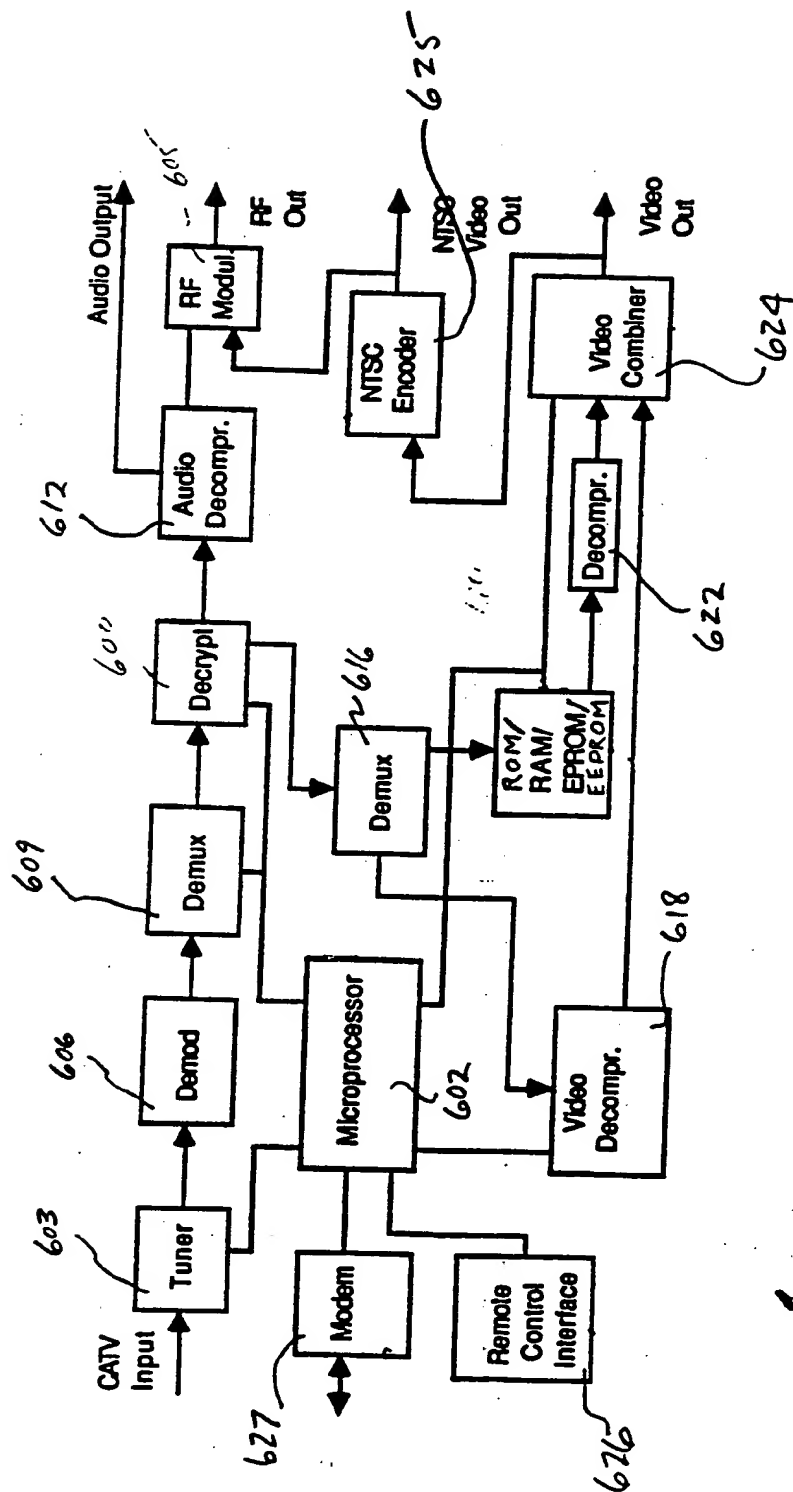 CATV
Input
603
Tuner
606
Demod
609
Demux
Decrypt
612
Audio
Decompr.
Audio Output
RF
Modul.
605
RF
Out
627
Modem
Microprocessor
602
616
Demux
NTSC
Encoder
625
NTSC
Video
Out
626
Remote
Control
Interface
Video
Decompr.
618
ROM/
RAM/
EPROM/
EEPROM
Decompr.
622
Video
Combiner
624
Video
Out